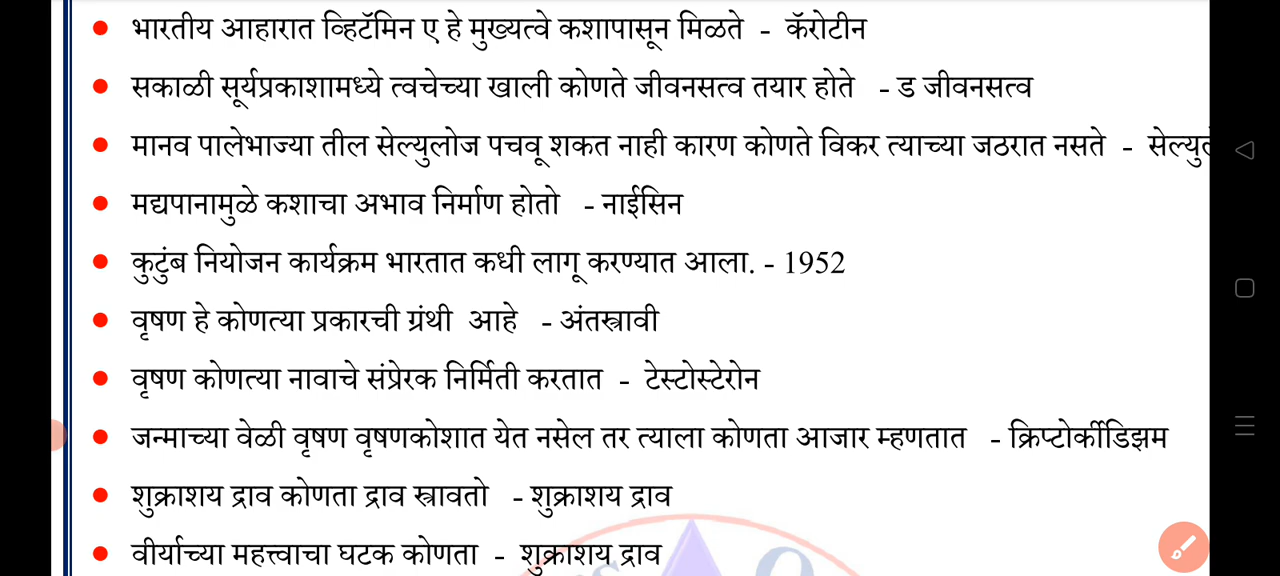 भारतीय आहारात व्हिटॅमिन ए हे मुख्यत्वे कशापासून मिळते - कॅरोटीन
सकाळी सूर्यप्रकाशामध्ये त्वचेच्या खाली कोणते जीवनसत्व तयार होते - ड जीवनसत्व
मानव पालेभाज्या तील सेल्युलोज पचवू शकत नाही कारण कोणते विकर त्याच्या जठरात नसते -
मद्यपानामुळे कशाचा अभाव निर्माण होतो - नाईसिन
कुटुंब नियोजन कार्यक्रम भारतात कधी लागू करण्यात आला. - 1952
वृषण हे कोणत्या प्रकारची ग्रंथी आहे - अंतस्त्रावी
वृषण कोणत्या नावाचे संप्रेरक निर्मिती करतात - टेस्टोस्टेरोन
जन्माच्या वेळी वृषण वृषणकोशात येत नसेल तर त्याला कोणता आजार म्हणतात - क्रिप्टोर्कीडिझम
शुक्राशय द्राव कोणता द्राव स्त्रावतो - शुक्राशय द्राव
वीर्याच्या महत्त्वाचा घटक कोणता - शुक्राशय द्राव